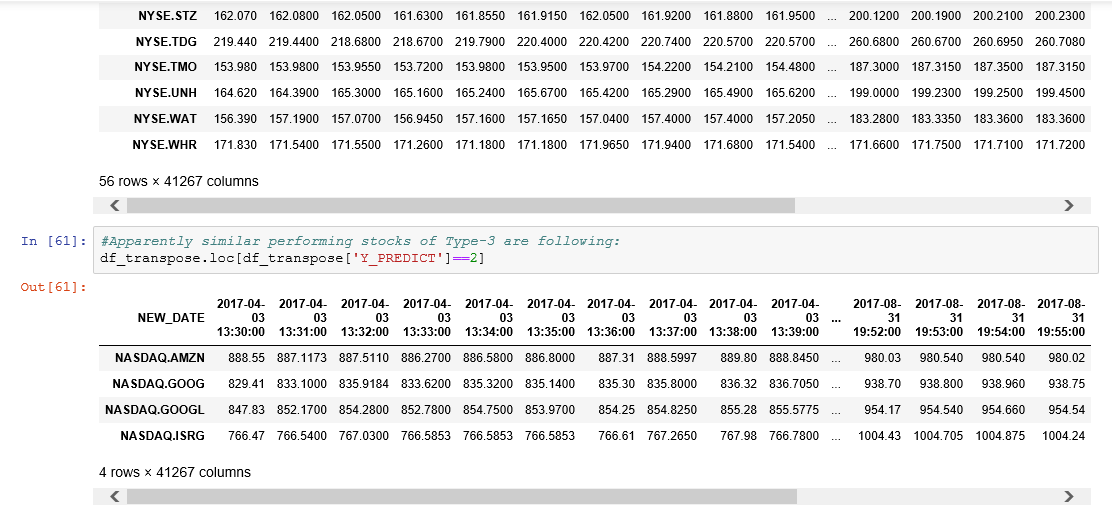 NYSE.STZ 162.070 162.0800 162.0500 161.6300 161.8550 161.9150 162.0500 161.9200 161.8800 161.9500 ... 200.1200 200.1900 200.2100 200.2300
NYSE.TDG 219.440 219.4400 218.6800 218.6700 219.7900 220.4000 220.4200 220.7400 220.5700 220.5700 ... 260.6800 260.6700 260.6950 260.7080
NYSE.TMO 153.980 153.9800 153.9550 153.7200 153.9800 153.9500 153.9700 154.2200 154.2100 154.4800 ... 187.3000 187.3150 187.3500 187.3150
NYSE.UNH 164.620 164.3900 165.3000 165.1600 165.2400 165.6700 165.4200 165.2900 165.4900 165.6200 ... 199.0000 199.2300 199.2500 199.4500
NYSE.WAT 156.390 157.1900 157.0700 156.9450 157.1600 157.1650 157.0400 157.4000 157.4000 157.2050 ... 183.2800 183.3350 183.3600 183.3600
NYSE.WHR 171.830 171.5400 171.5500 171.2600 171.1800 171.1800 171.9650 171.9400 171.6800 171.5400 ... 171.6600 171.7500 171.7100 171.7200
56 rows × 41267 columns
In [61]: #Apparently similar performing stocks of Type-3 are following:
df_transpose.loc[df_transpose['Y_PREDICT']==2]
Out[61]:
2017-04- 2017-04- 2017-04- 2017-04- 2017-04- 2017-04- 2017-04- 2017-04- 2017-04- 2017-04- 2017-08- 2017-08- 2017-08- 2017-08-
NEW_DATE 03 03 03 03 03 03 03 03 03 03 ... 31 31 31 31
13:30:00 13:31:00 13:32:00 13:33:00 13:34:00 13:35:00 13:36:00 13:37:00 13:38:00 13:39:00 19:52:00 19:53:00 19:54:00 19:55:00
NASDAQ.AMZN 888.55 887.1173 887.5110 886.2700 886.5800 886.8000 887.31 888.5997 889.80 888.8450 ... 980.03 980.540 980.540 980.02
NASDAQ.GOOG 829.41 833.1000 835.9184 833.6200 835.3200 835.1400 835.30 835.8000 836.32 836.7050 ... 938.70 938.800 938.960 938.75
NASDAQ.GOOGL 847.83 852.1700 854.2800 852.7800 854.7500 853.9700 854.25 854.8250 855.28 855.5775 ... 954.17 954.540 954.660 954.54
NASDAQ.ISRG 766.47 766.5400 767.0300 766.5853 766.5853 766.5853 766.61 767.2650 767.98 766.7800 ... 1004.43 1004.705 1004.875 1004.24
4 rows × 41267 columns